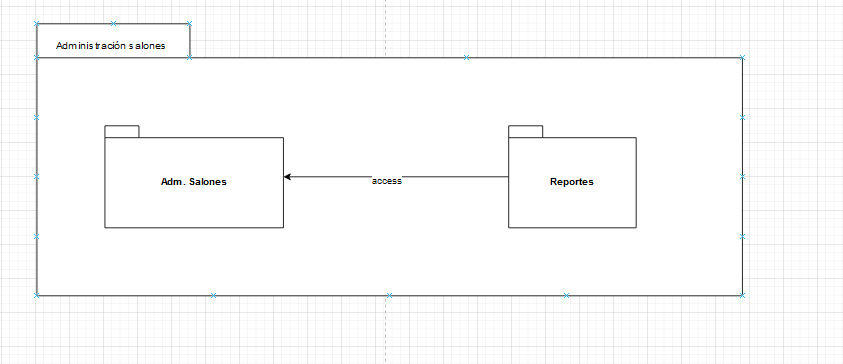 Administración salones
Adm. Salones
access
Reportes